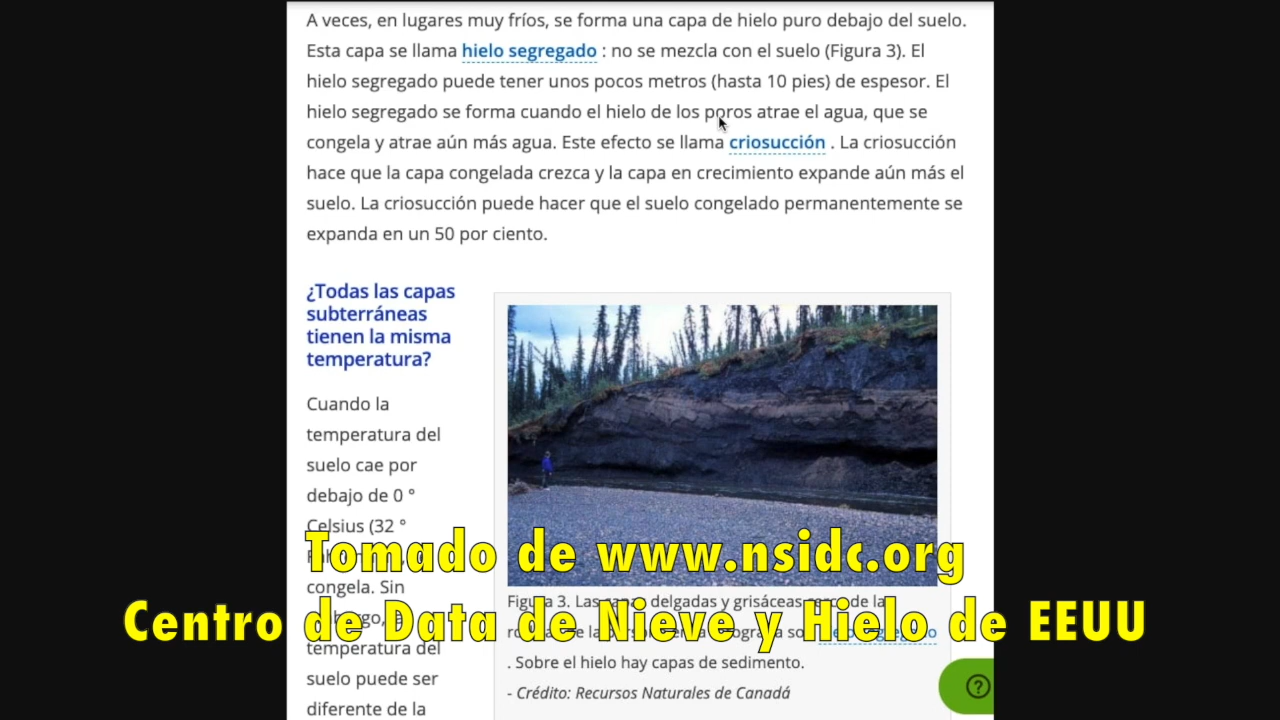 A veces, en lugares muy fríos, se forma una capa de hielo puro debajo del suelo.
Esta capa se llama hielo segregado : no se mezcla con el suelo (Figura 3). El
hielo segregado puede tener unos pocos metros (hasta 10 pies) de espesor. El
hielo segregado se forma cuando el hielo de los poros atrae el agua, que se
congela y atrae aún más agua. Este efecto se llama criosucción . La criosucción
hace que la capa congelada crezca y la capa en crecimiento expande aún más el
suelo. La criosucción puede hacer que el suelo congelado permanentemente se
expanda en un 50 por ciento.
¿Todas las capas
subterráneas
tienen la misma
temperatura?
Cuando la
temperatura del
suelo cae por
debajo de 0 °
Celsius (32 °
congela. Sin
temperatura del
suelo puede ser
diferente de la
Figura 3. Las delgadas y grisáceas cerca de la
. Sobre el hielo hay capas de sedimento.
- Crédito: Recursos Naturales de Canadá
Tomado de www.nsidc.org
Centro de Data de Nieve y Hielo de EEUU